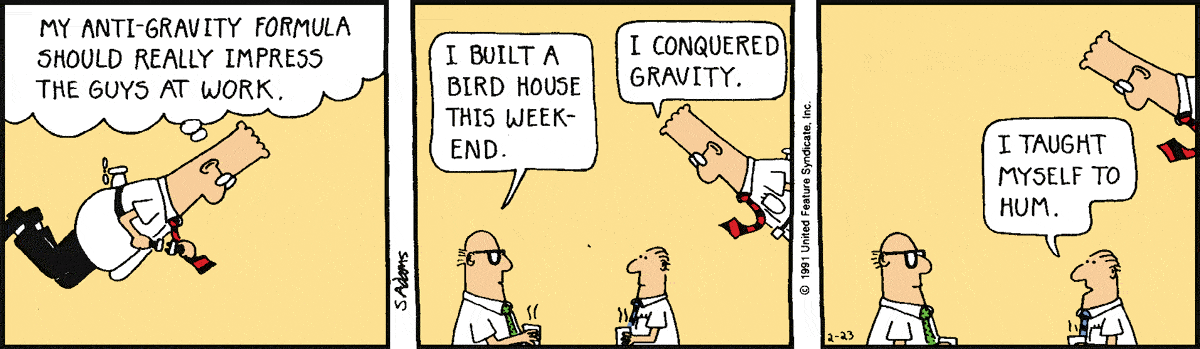 MY ANTI-GRAVITY FORMULA
SHOULD REALLY IMPRESS
THE GUYS AT WORK.
S Adams
I BUILT A
BIRD HOUSE
THIS WEEK-
END.
I CONQUERED
GRAVITY.
© 1991 United Feature Syndicate, Inc.
I TAUGHT
MYSELF TO
HUM.
2-23